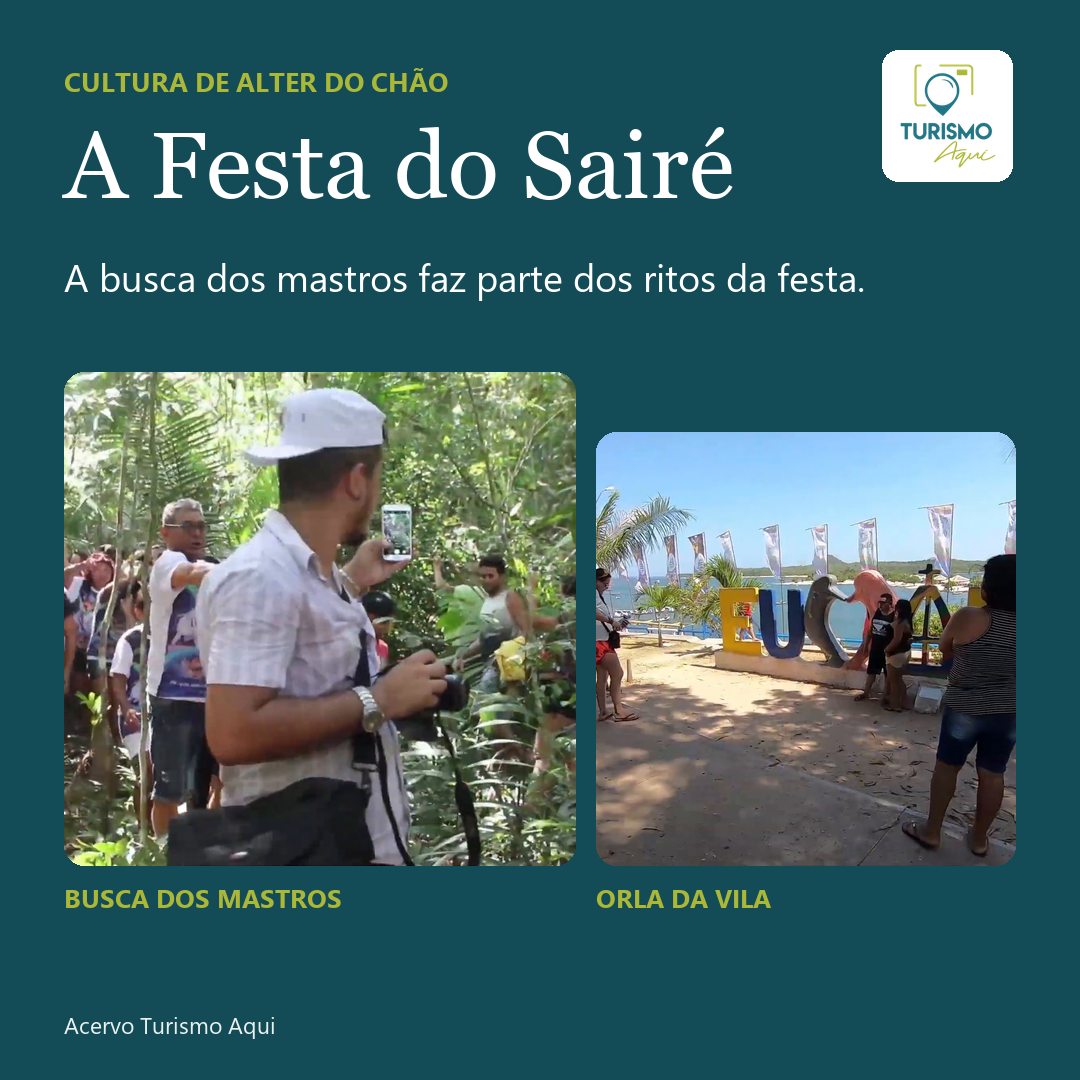 CULTURA DE ALTER DO CHÃO
A Festa do Sairé
TURISMO
Aqui
A busca dos mastros faz parte dos ritos da festa.
EU
BUSCA DOS MASTROS
ORLA DA VILA
Acervo Turismo Aqui